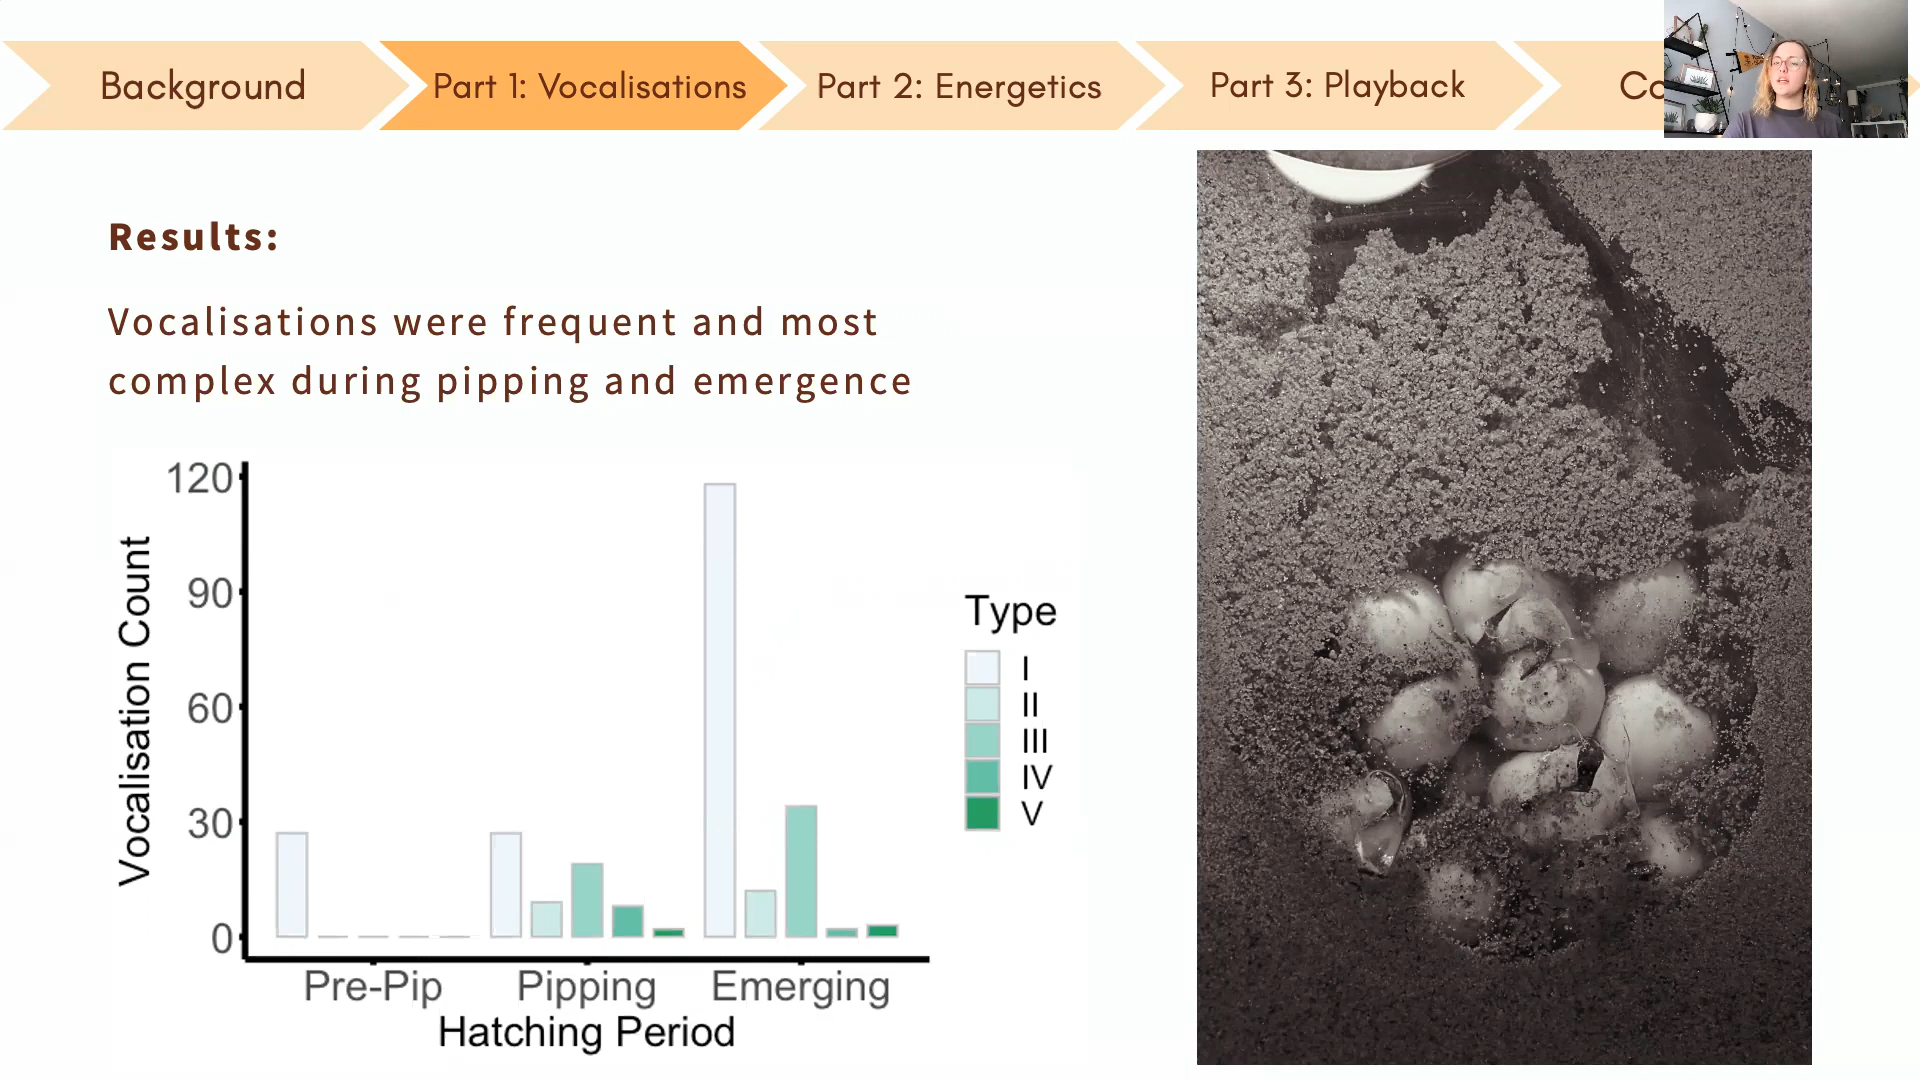 Background
Part 1: Vocalisations
Part 2: Energetics
Part 3: Playback
Results:
Vocalisations were frequent and most
complex during pipping and emergence
Vocalisation Count
120
90
60
30
0
Pre-Pip
Pipping
Emerging
Hatching Period
Type
I
II
III
IV
V